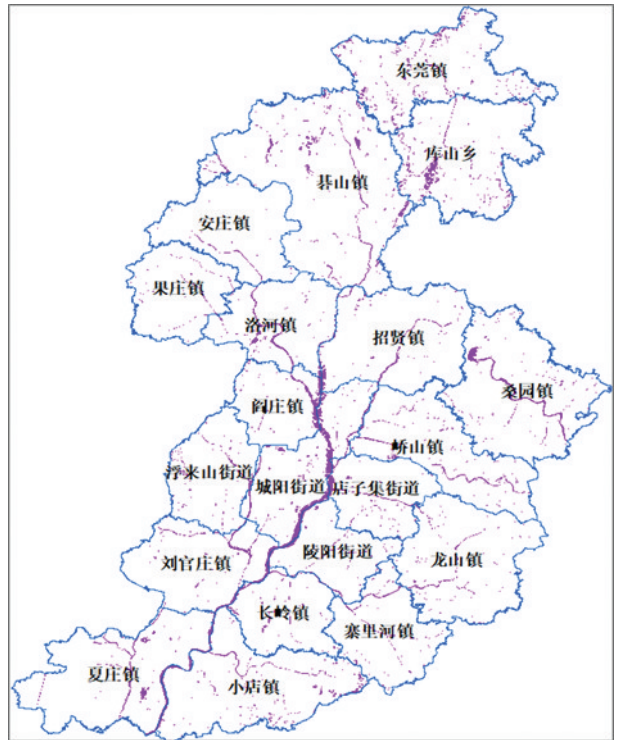 东莞镇
库山乡
碁山镇
安庄镇
果庄镇
洛河镇
招贤镇
桑园镇
阎庄镇
峤山镇
浮来山街道
城阳街道
店子集街道
陵阳街道
刘官庄镇
龙山镇
长岭镇
寨里河镇
夏庄镇
小店镇